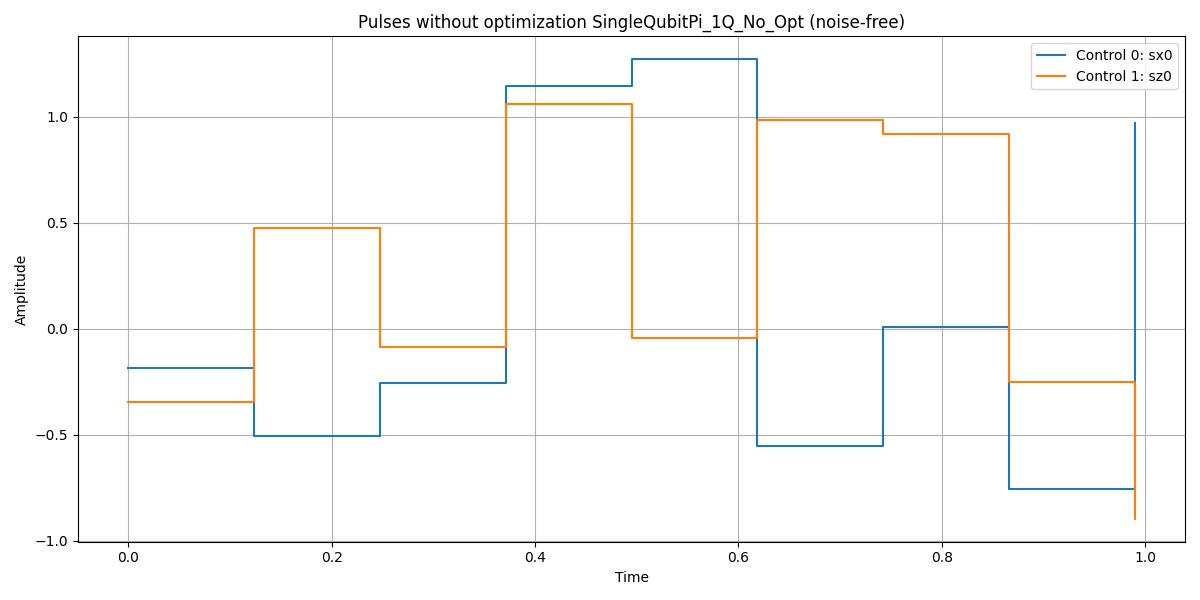 Pulses without optimization SingleQubitPi_1Q_No_Opt (noise-free)
Control 0: sx0
Control 1: sz0
Amplitude
1.0
0.5
0.0
−0.5
−1.0
0.0 0.2 0.4 0.6 0.8 1.0
Time